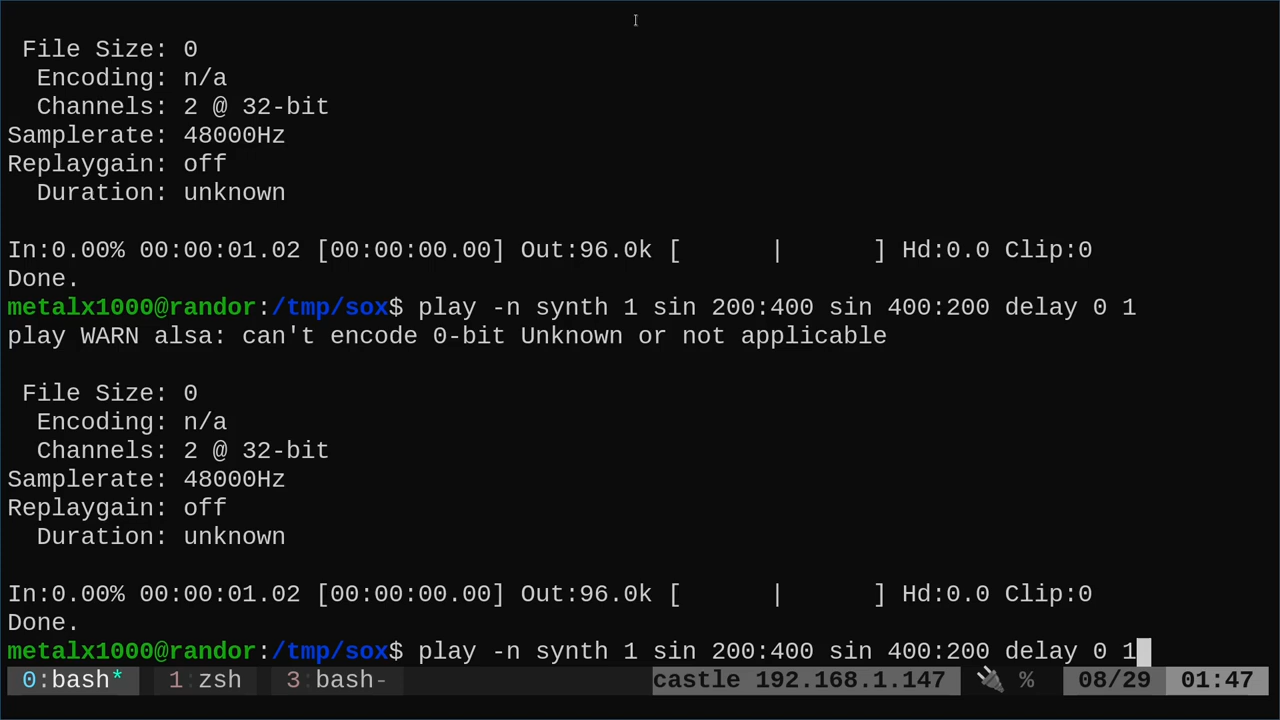 File Size: 0
Encoding: n/a
Channels: 2 @ 32-bit
Samplerate: 48000Hz
Replaygain: off
Duration: unknown
In:0.00% 00:00:01.02 [00:00:00.00] Out:96.0k [      |      ] Hd:0.0 Clip:0
Done.
metalx1000@randor:/tmp/sox$ play -n synth 1 sin 200:400 sin 400:200 delay 0 1
play WARN alsa: can't encode 0-bit Unknown or not applicable
File Size: 0
Encoding: n/a
Channels: 2 @ 32-bit
Samplerate: 48000Hz
Replaygain: off
Duration: unknown
In:0.00% 00:00:01.02 [00:00:00.00] Out:96.0k [      |      ] Hd:0.0 Clip:0
Done.
metalx1000@randor:/tmp/sox$ play -n synth 1 sin 200:400 sin 400:200 delay 0 1
0:bash* 1:zsh 3:bash- castle 192.168.1.147 🔌 % 08/29 01:47